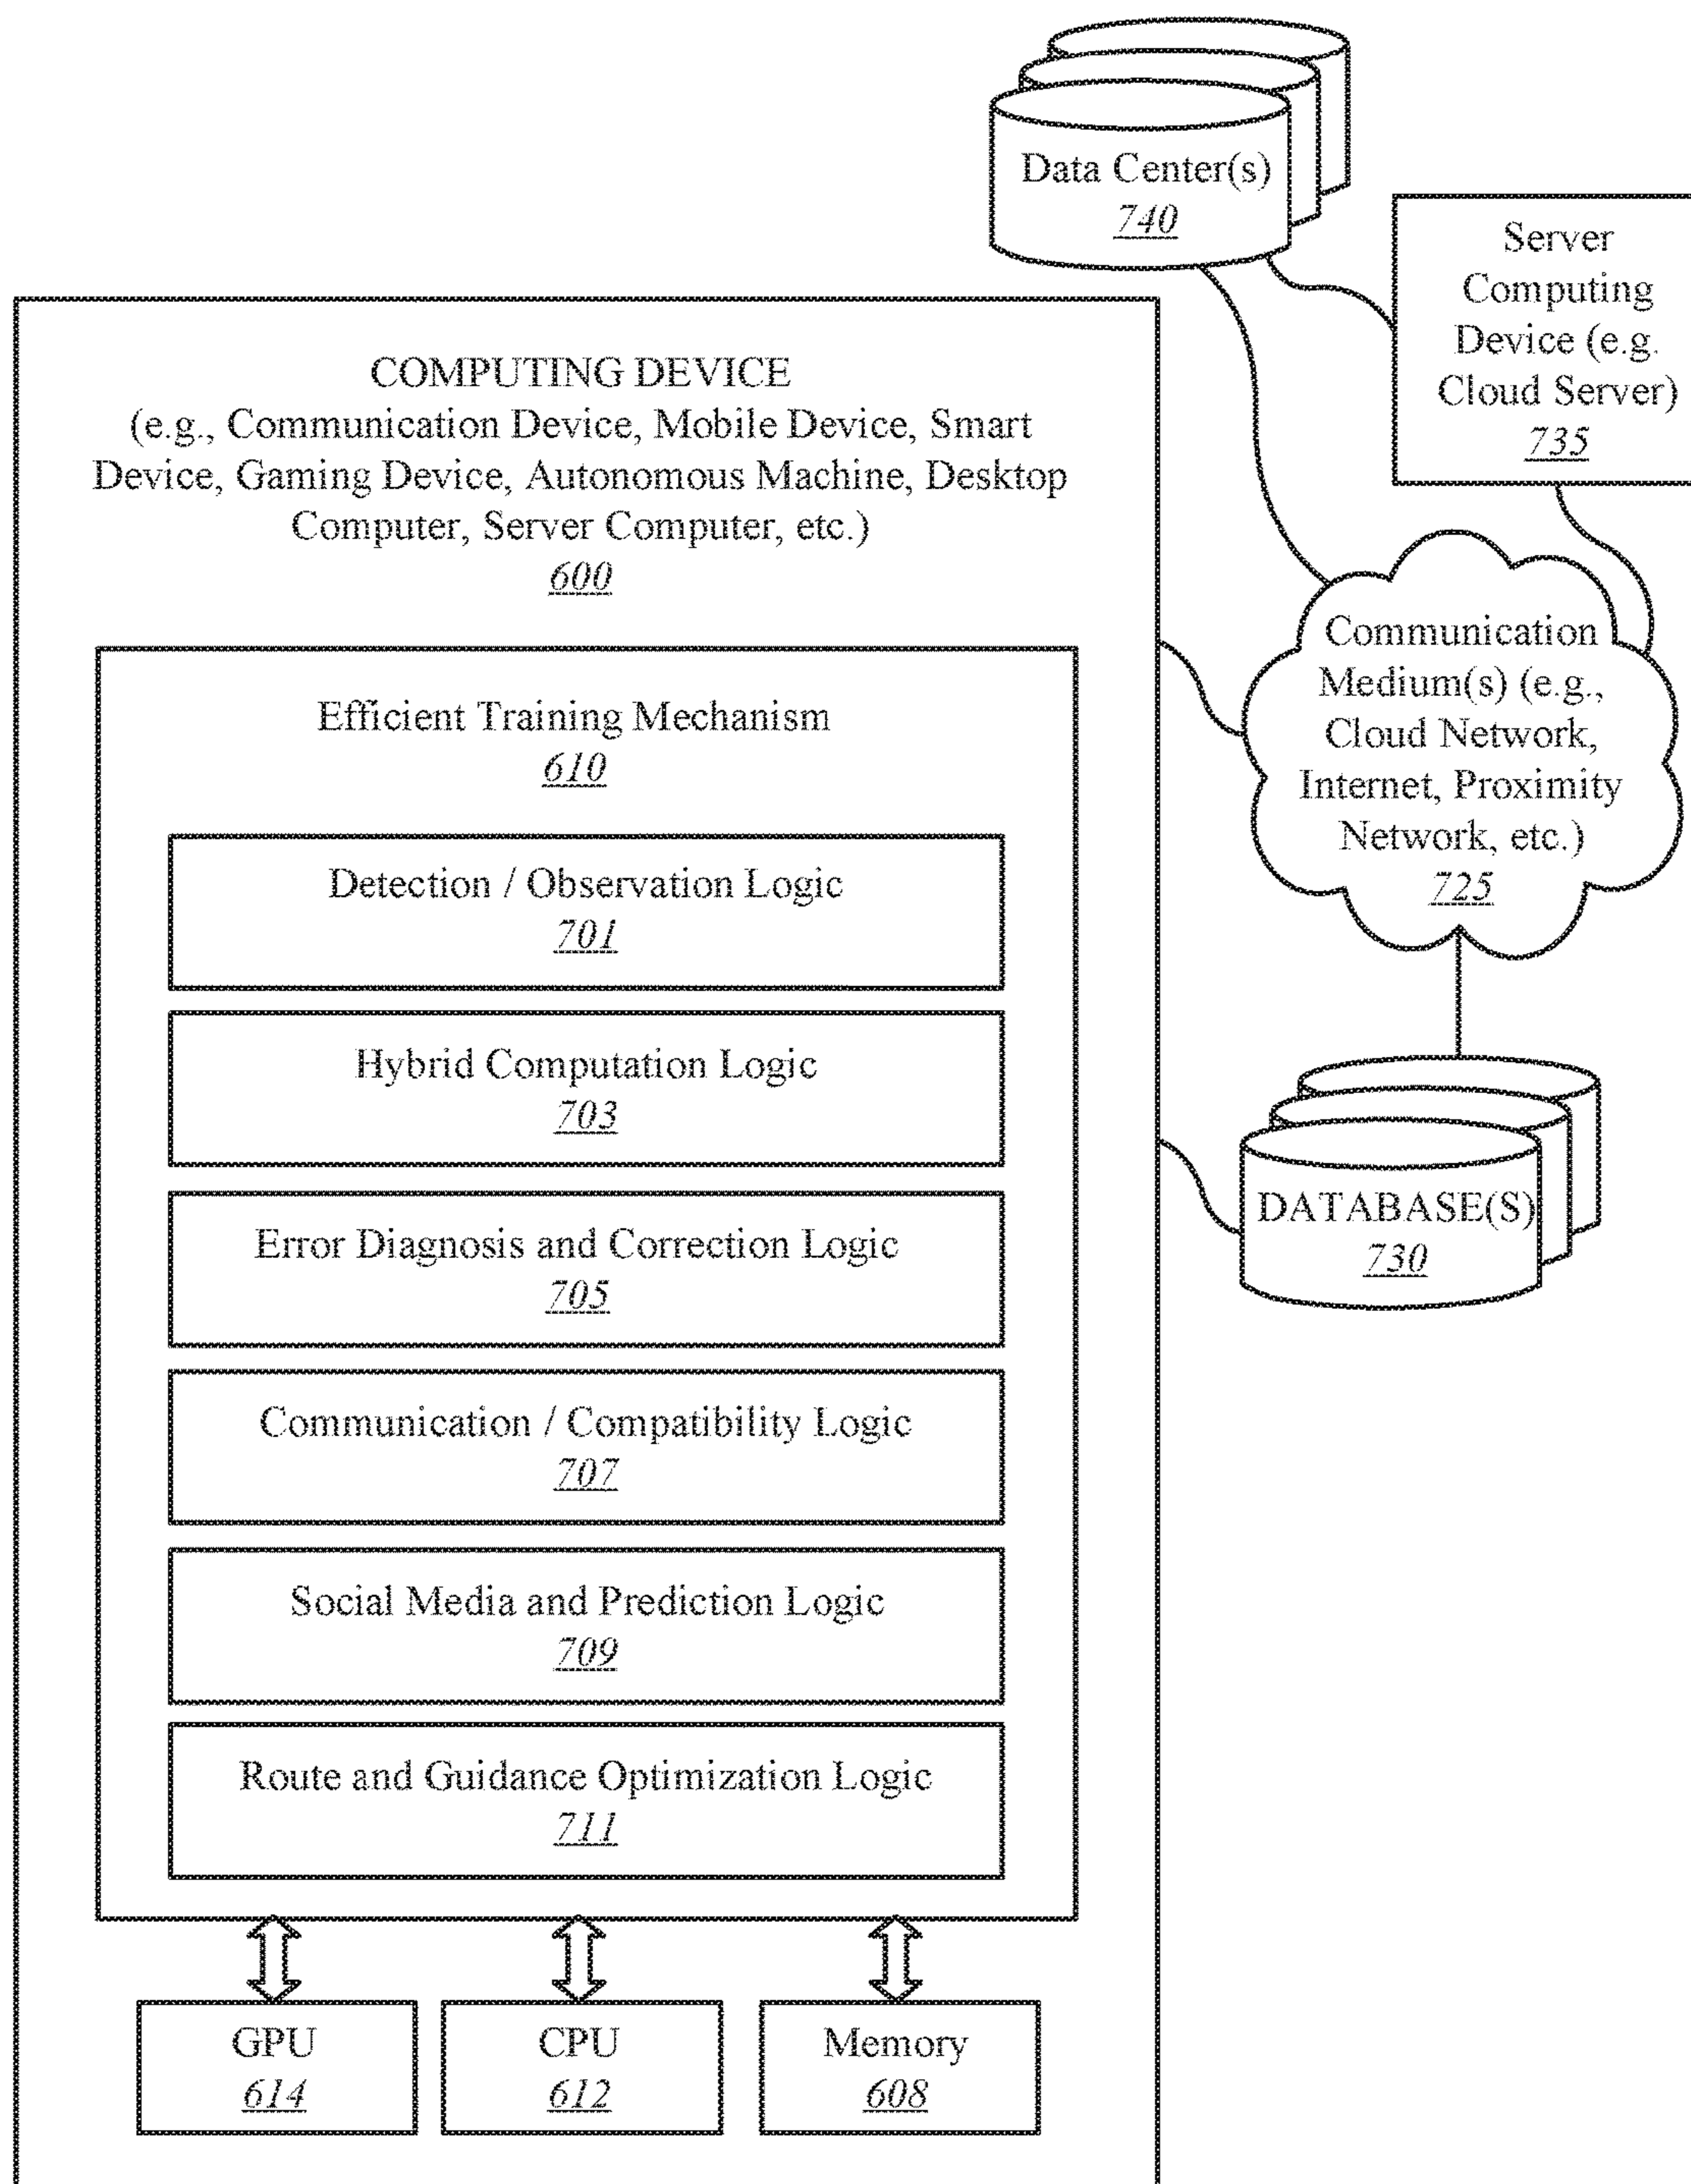 Data Center(s)
740
Server
Computing
Device (e.g.
Cloud Server)
735
COMPUTING DEVICE
(e.g., Communication Device, Mobile Device, Smart
Device, Gaming Device, Autonomous Machine, Desktop
Computer, Server Computer, etc.)
600
Communication
Medium(s) (e.g.,
Cloud Network,
Internet, Proximity
Network, etc.)
725
Efficient Training Mechanism
610
Detection / Observation Logic
701
Hybrid Computation Logic
703
DATABASE(S)
730
Error Diagnosis and Correction Logic
705
Communication / Compatibility Logic
707
Social Media and Prediction Logic
709
Route and Guidance Optimization Logic
711
GPU
614
CPU
612
Memory
608